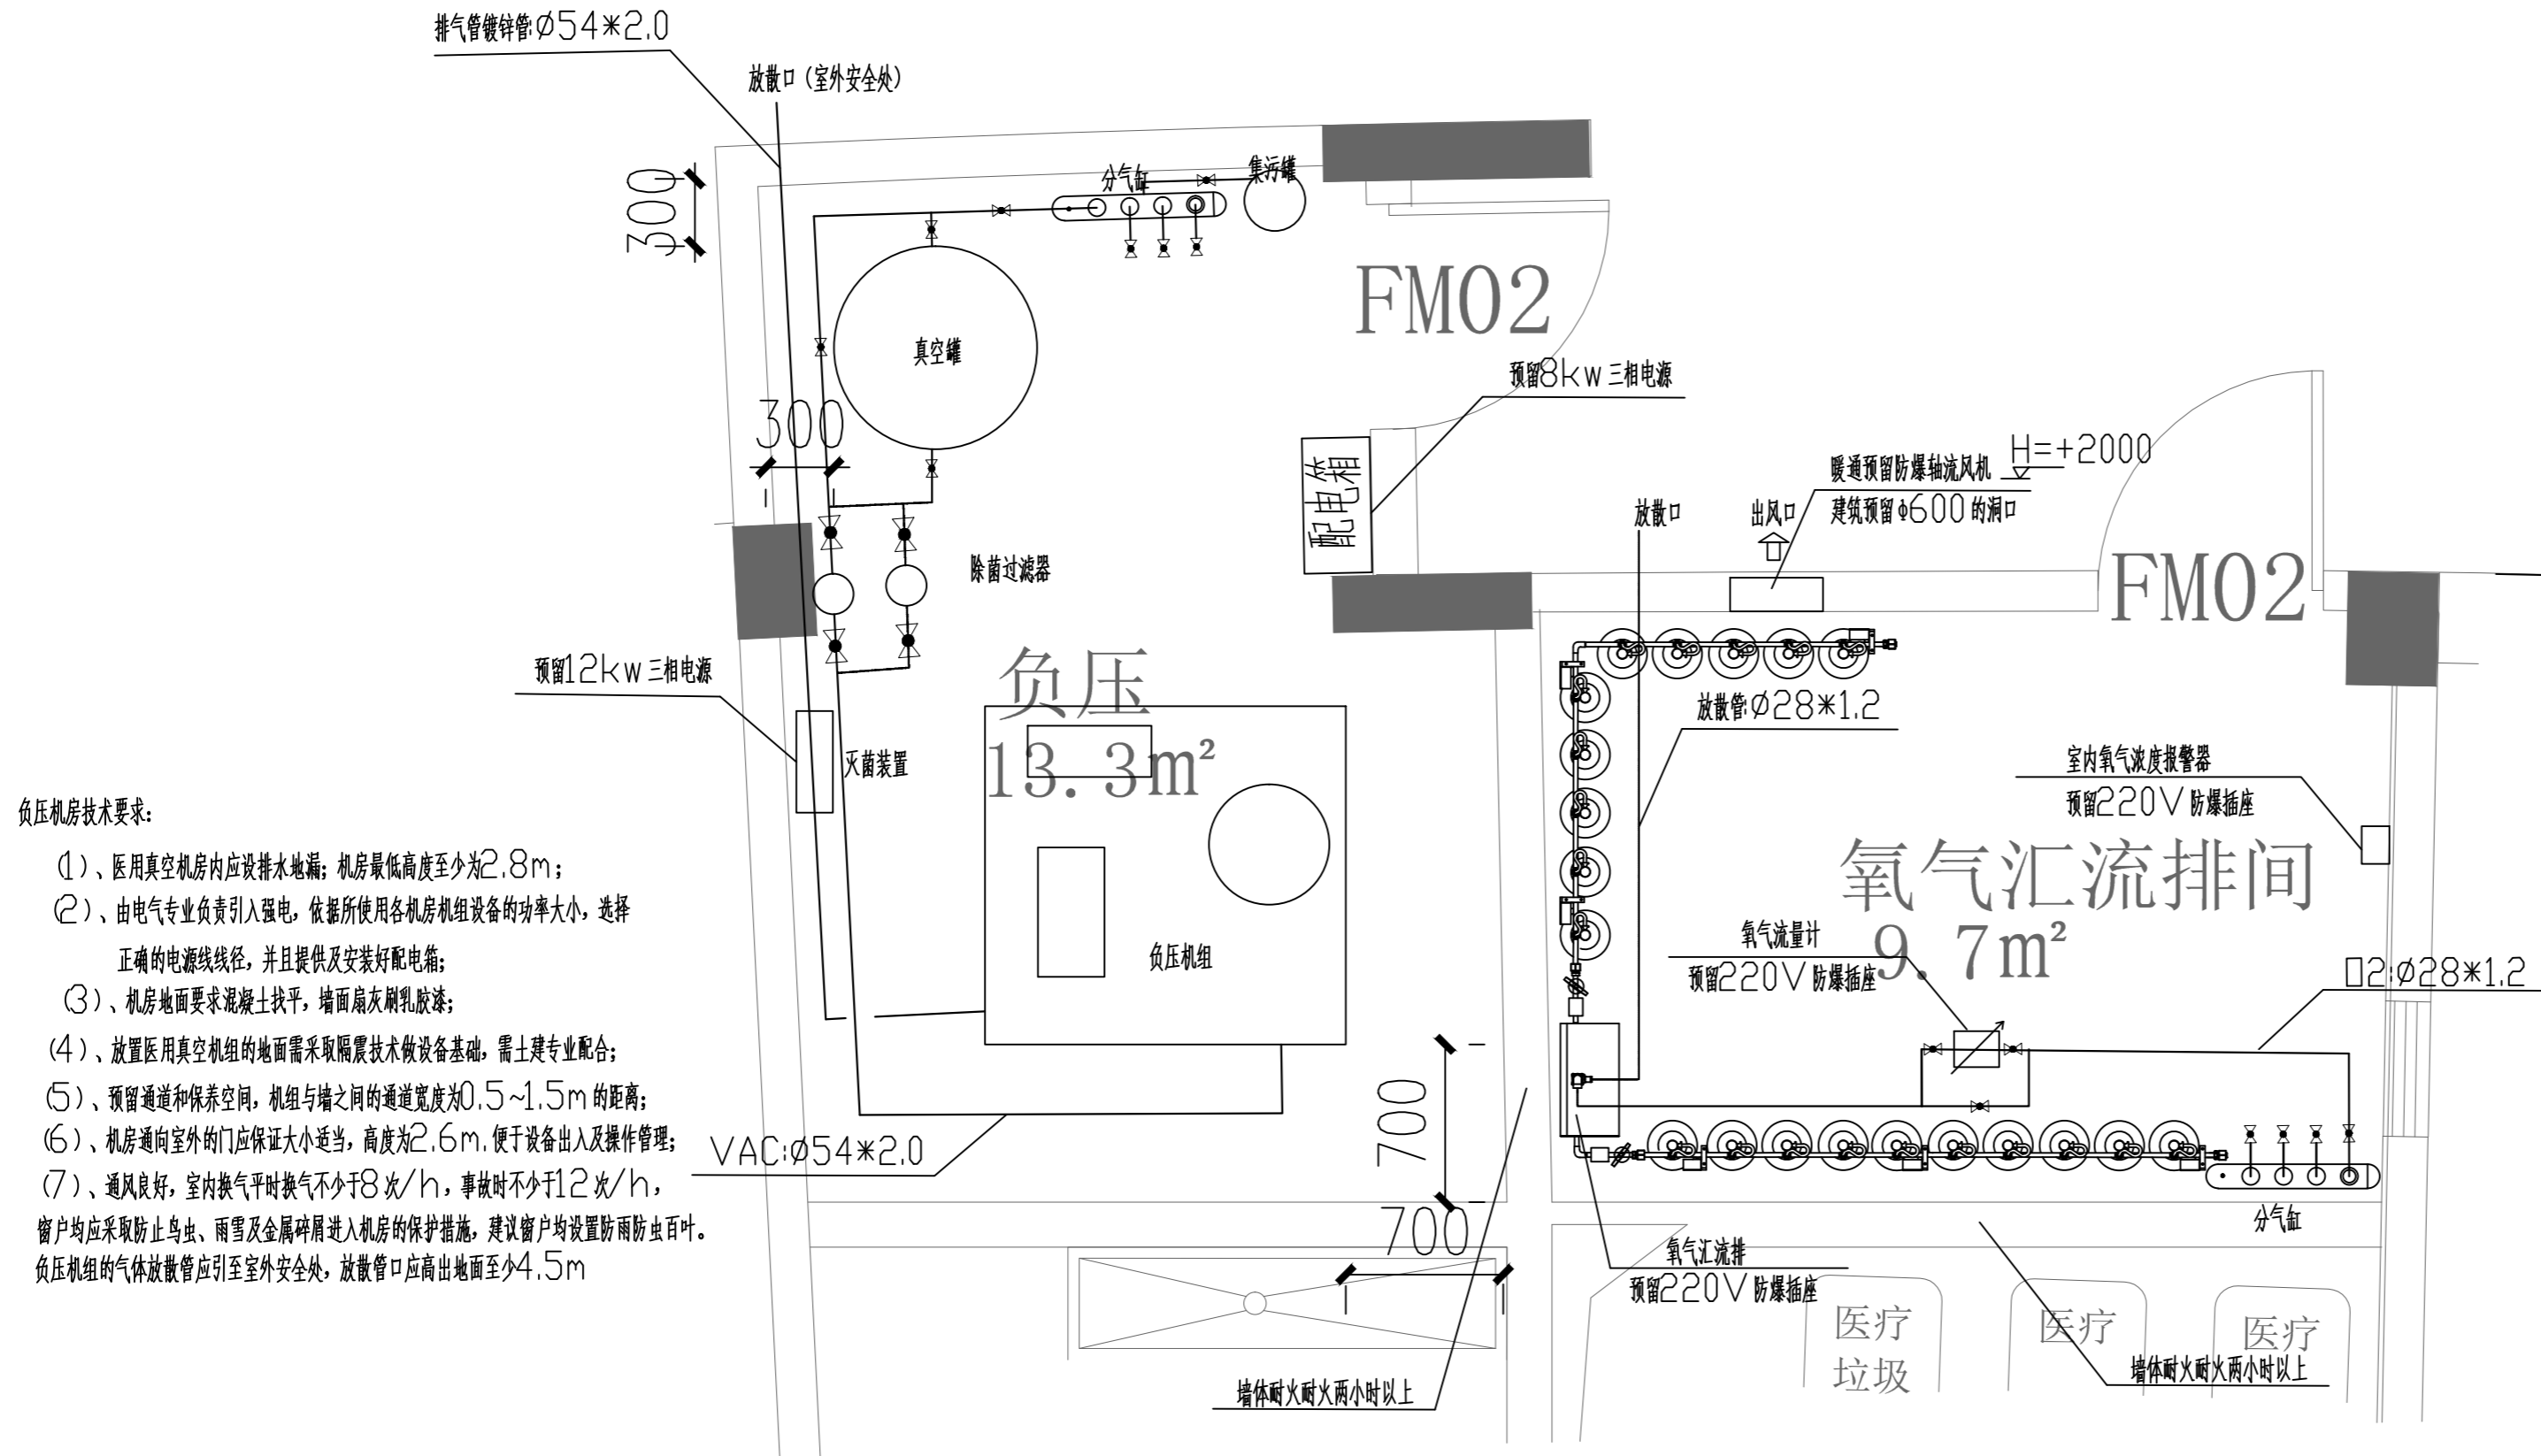 排气管镀锌管:Ø54*2.0
放散口（室外安全处）
分气缸
集污罐
300
FM02
真空罐
预留8kw三相电源
300
配电箱
H=+2000
暖通预留防爆轴流风机
建筑预留Φ600的洞口
放散口
出风口
FM02
除菌过滤器
预留12kw三相电源
负压
13.3m²
放散管:Ø28*1.2
灭菌装置
室内氧气浓度报警器
预留220V防爆插座
负压机房技术要求：
(1)、医用真空机房内应设排水地漏；机房最低高度至少为2.8m；
(2)、由电气专业负责引入强电，依据所使用各机房机组设备的功率大小，选择
正确的电源线线径，并且提供及安装好配电箱；
(3)、机房地面要求混凝土找平，墙面扇灰刷乳胶漆；
(4)、放置医用真空机组的地面需采取隔震技术做设备基础，需土建专业配合；
(5)、预留通道和保养空间，机组与墙之间的通道宽度为0.5~1.5m的距离；
(6)、机房通向室外的门应保证大小适当，高度为2.6m.便于设备出入及操作管理；
(7)、通风良好，室内换气平时换气不少于8次/h，事故时不少于12次/h，
窗户均应采取防止鸟虫、雨雪及金属碎屑进入机房的保护措施，建议窗户均设置防雨防虫百叶。
负压机组的气体放散管应引至室外安全处，放散管口应高出地面至少4.5m
氧气汇流排间
9.7m²
负压机组
氧气流量计
预留220V防爆插座
O2:Ø28*1.2
700
VAC:Ø54*2.0
700
分气缸
氧气汇流排
预留220V防爆插座
医疗
垃圾
医疗
医疗
墙体耐火耐火两小时以上
墙体耐火耐火两小时以上